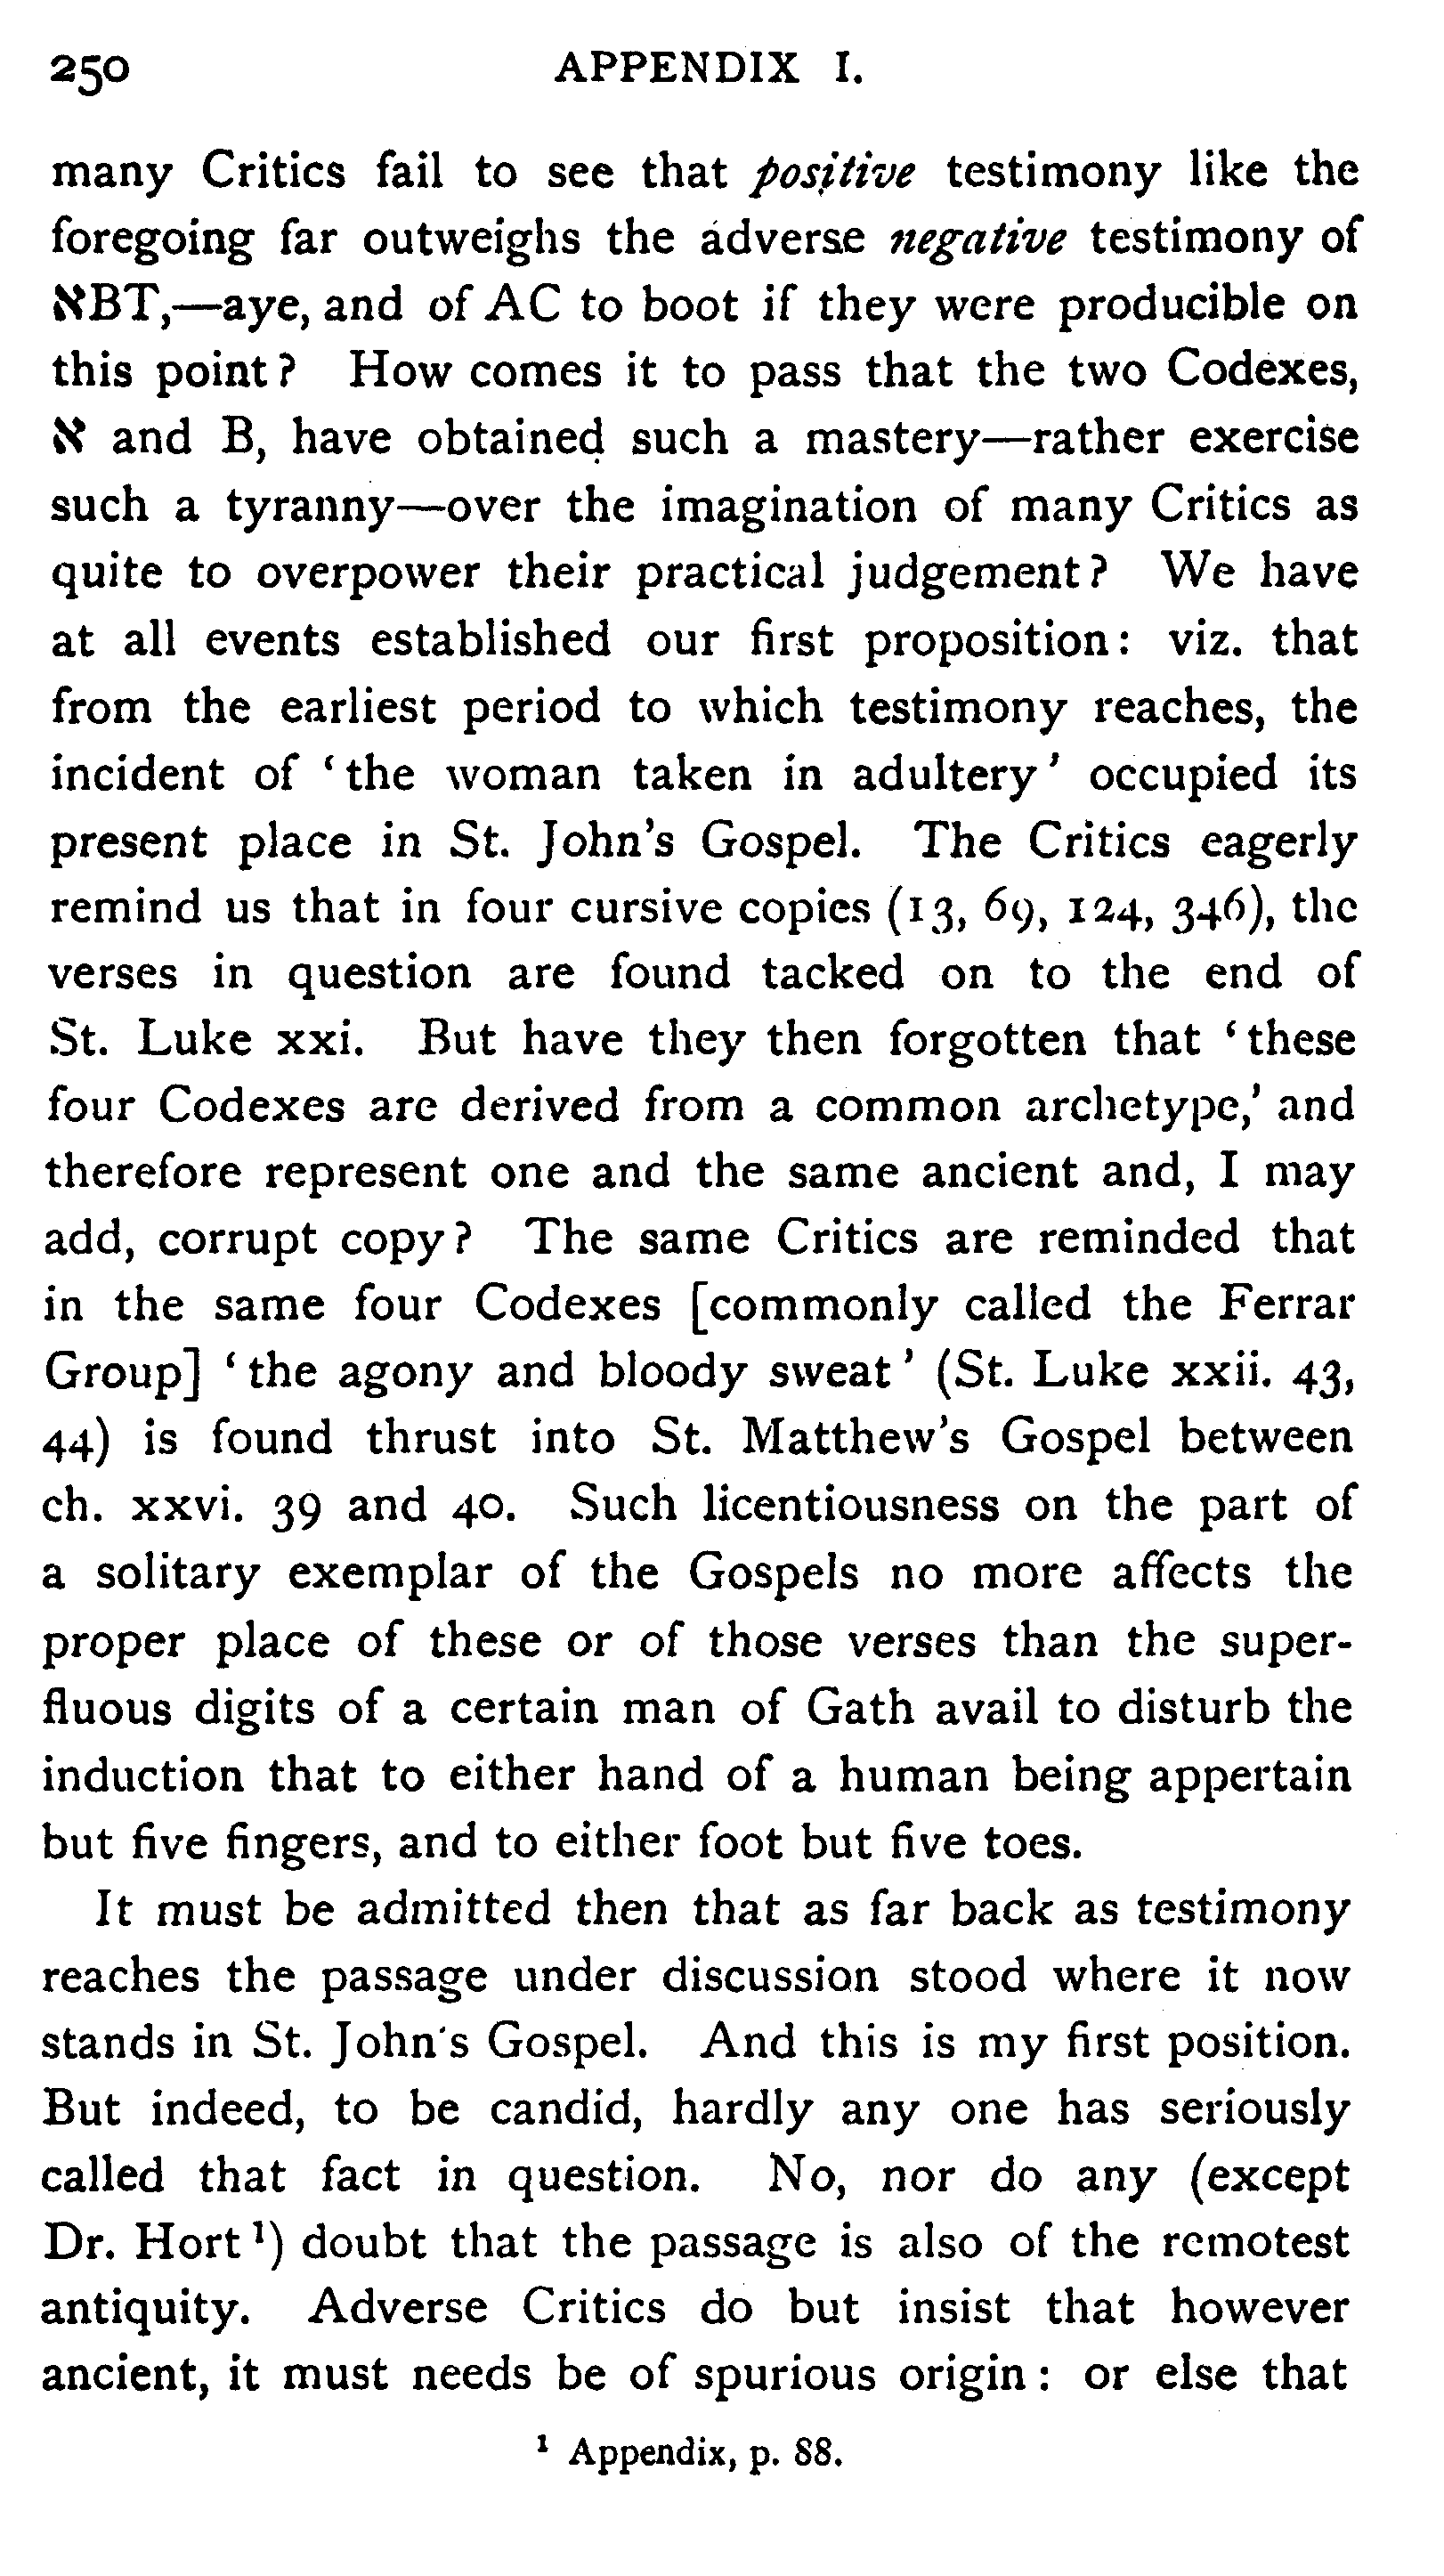 250 APPENDIX I.
many Critics fail to see that positive testimony like the
foregoing far outweighs the adverse negative testimony of
אBT,—aye, and of AC to boot if they were producible on
this point? How comes it to pass that the two Codexes,
א and B, have obtained such a mastery—rather exercise
such a tyranny—over the imagination of many Critics as
quite to overpower their practical judgement? We have
at all events established our first proposition: viz. that
from the earliest period to which testimony reaches, the
incident of ‘the woman taken in adultery’ occupied its
present place in St. John's Gospel. The Critics eagerly
remind us that in four cursive copies (13, 69, 124, 346), the
verses in question are found tacked on to the end of
St. Luke xxi. But have they then forgotten that ‘these
four Codexes are derived from a common archetype,’ and
therefore represent one and the same ancient and, I may
add, corrupt copy? The same Critics are reminded that
in the same four Codexes [commonly called the Ferrar
Group] ‘the agony and bloody sweat’ (St. Luke xxii. 43,
44) is found thrust into St. Matthew's Gospel between
ch. xxvi. 39 and 40. Such licentiousness on the part of
a solitary exemplar of the Gospels no more affects the
proper place of these or of those verses than the super-
fluous digits of a certain man of Gath avail to disturb the
induction that to either hand of a human being appertain
but five fingers, and to either foot but five toes.
It must be admitted then that as far back as testimony
reaches the passage under discussion stood where it now
stands in St. John's Gospel. And this is my first position.
But indeed, to be candid, hardly any one has seriously
called that fact in question. No, nor do any (except
Dr. Hort ¹) doubt that the passage is also of the remotest
antiquity. Adverse Critics do but insist that however
ancient, it must needs be of spurious origin: or else that
¹ Appendix, p. 88.